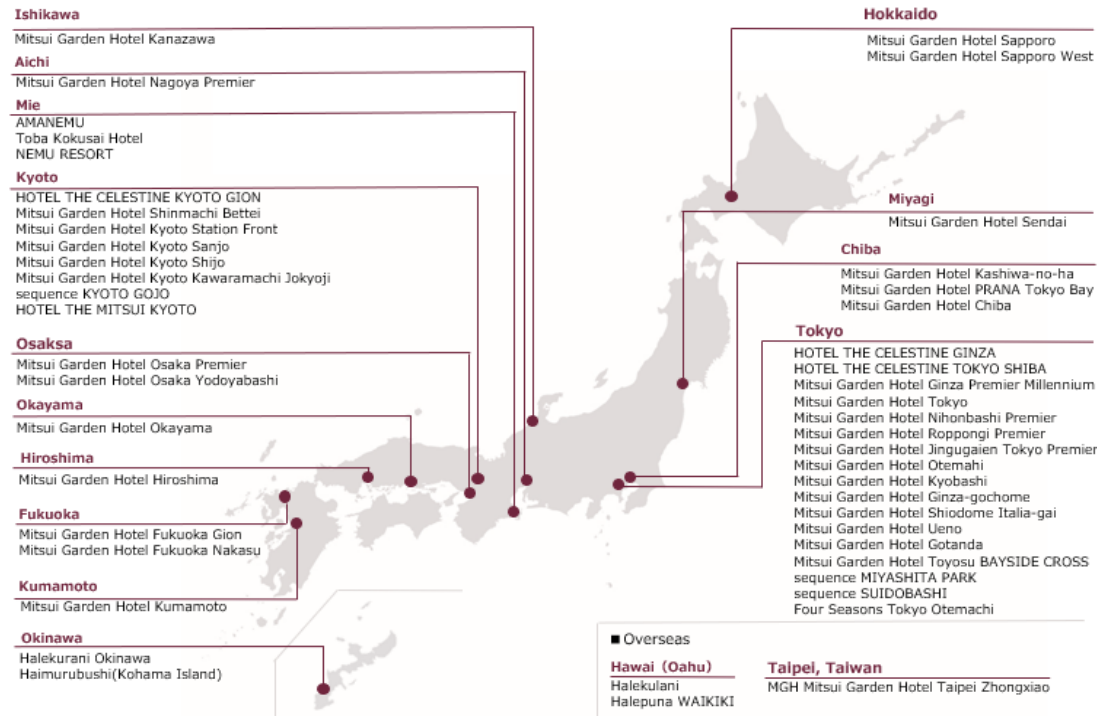 Ishikawa
Mitsui Garden Hotel Kanazawa
Aichi
Mitsui Garden Hotel Nagoya Premier
Mie
AMANEMU
Toba Kokusai Hotel
NEMU RESORT
Kyoto
HOTEL THE CELESTINE KYOTO GION
Mitsui Garden Hotel Shinmachi Bettei
Mitsui Garden Hotel Kyoto Station Front
Mitsui Garden Hotel Kyoto Sanjo
Mitsui Garden Hotel Kyoto Shijo
Mitsui Garden Hotel Kyoto Kawaramachi Jokyoji
sequence KYOTO GOJO
HOTEL THE MITSUI KYOTO
Osaksa
Mitsui Garden Hotel Osaka Premier
Mitsui Garden Hotel Osaka Yodoyabashi
Okayama
Mitsui Garden Hotel Okayama
Hiroshima
Mitsui Garden Hotel Hiroshima
Fukuoka
Mitsui Garden Hotel Fukuoka Gion
Mitsui Garden Hotel Fukuoka Nakasu
Kumamoto
Mitsui Garden Hotel Kumamoto
Okinawa
Halekurani Okinawa
Haimurubushi(Kohama Island)
Hokkaido
Mitsui Garden Hotel Sapporo
Mitsui Garden Hotel Sapporo West
Miyagi
Mitsui Garden Hotel Sendai
Chiba
Mitsui Garden Hotel Kashiwa-no-ha
Mitsui Garden Hotel PRANA Tokyo Bay
Mitsui Garden Hotel Chiba
Tokyo
HOTEL THE CELESTINE GINZA
HOTEL THE CELESTINE TOKYO SHIBA
Mitsui Garden Hotel Ginza Premier Millennium
Mitsui Garden Hotel Tokyo
Mitsui Garden Hotel Nihonbashi Premier
Mitsui Garden Hotel Roppongi Premier
Mitsui Garden Hotel Jingugaien Tokyo Premier
Mitsui Garden Hotel Otemahi
Mitsui Garden Hotel Kyobashi
Mitsui Garden Hotel Ginza-gochome
Mitsui Garden Hotel Shiodome Italia-gai
Mitsui Garden Hotel Ueno
Mitsui Garden Hotel Gotanda
Mitsui Garden Hotel Toyosu BAYSIDE CROSS
sequence MIYASHITA PARK
sequence SUIDOBASHI
Four Seasons Tokyo Otemachi
■ Overseas
Hawai (Oahu)
Halekulani
Halepuna WAIKIKI
Taipei, Taiwan
MGH Mitsui Garden Hotel Taipei Zhongxiao